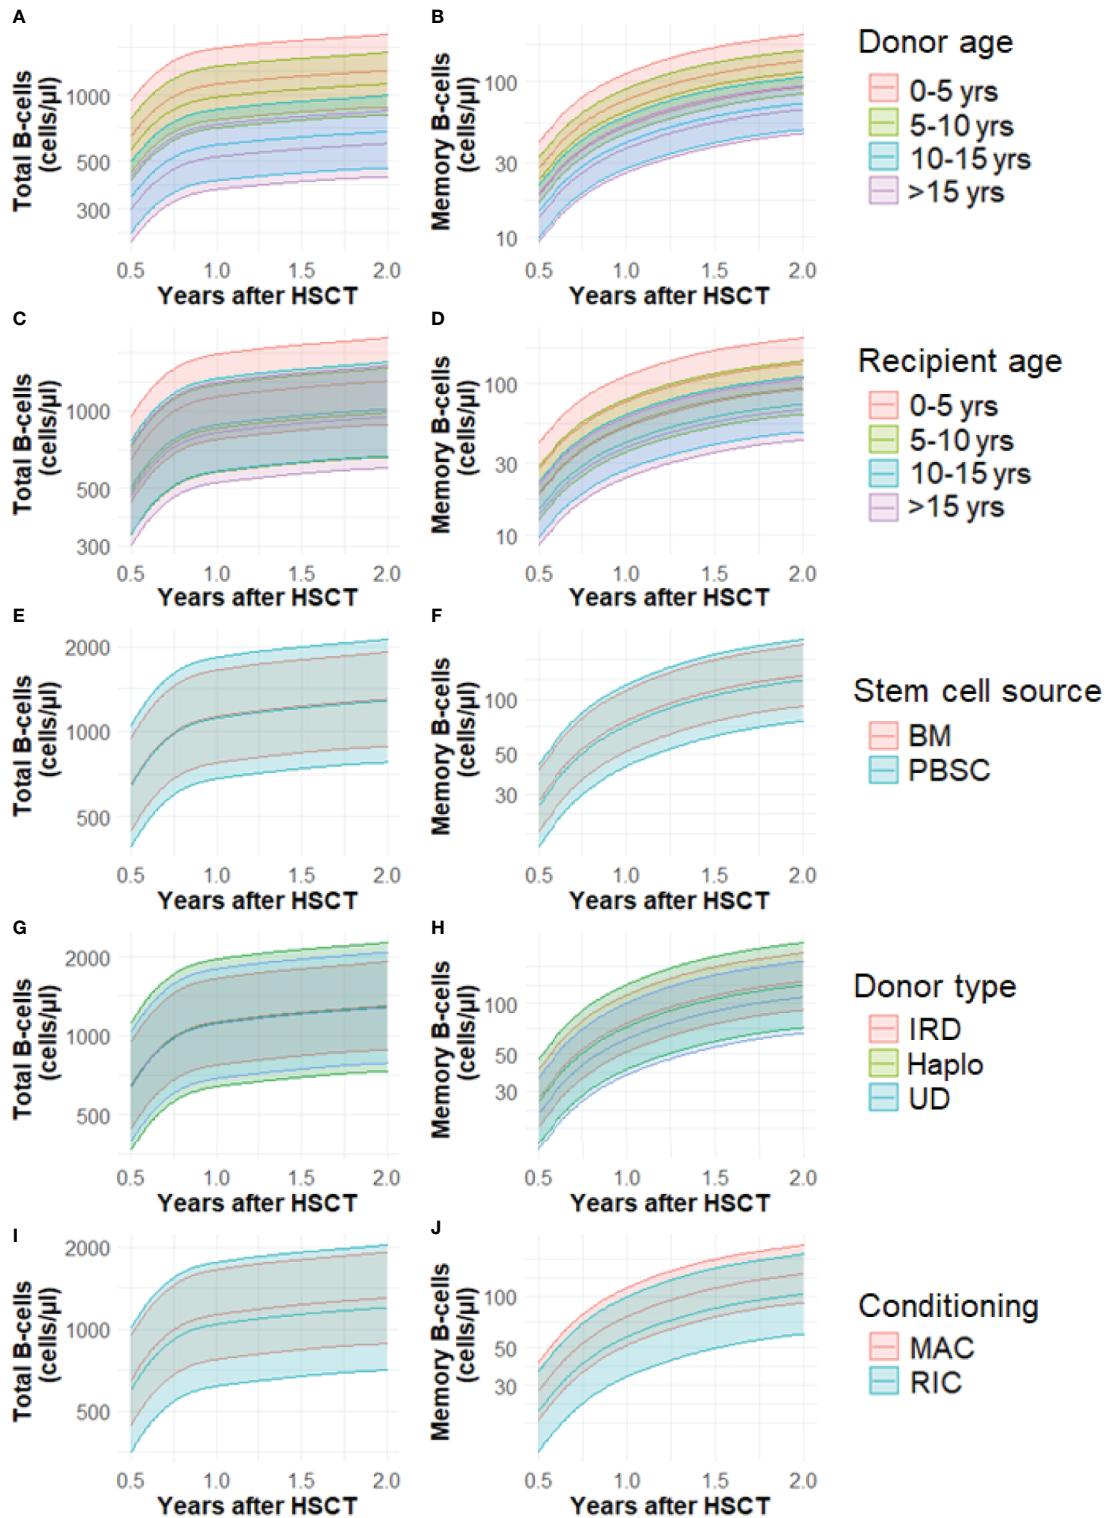 A
B
Total B-cells
(cells/µl)
1000
500
300
0.5 1.0 1.5 2.0
Years after HSCT
Memory B-cells
(cells/µl)
100
30
10
0.5 1.0 1.5 2.0
Years after HSCT
Donor age
0-5 yrs
5-10 yrs
10-15 yrs
>15 yrs
C
D
Total B-cells
(cells/µl)
1000
500
300
0.5 1.0 1.5 2.0
Years after HSCT
Memory B-cells
(cells/µl)
100
30
10
0.5 1.0 1.5 2.0
Years after HSCT
Recipient age
0-5 yrs
5-10 yrs
10-15 yrs
>15 yrs
E
F
Total B-cells
(cells/µl)
2000
1000
500
0.5 1.0 1.5 2.0
Years after HSCT
Memory B-cells
(cells/µl)
100
50
30
0.5 1.0 1.5 2.0
Years after HSCT
Stem cell source
BM
PBSC
G
H
Total B-cells
(cells/µl)
2000
1000
500
0.5 1.0 1.5 2.0
Years after HSCT
Memory B-cells
(cells/µl)
100
50
30
0.5 1.0 1.5 2.0
Years after HSCT
Donor type
IRD
Haplo
UD
I
J
Total B-cells
(cells/µl)
2000
1000
500
0.5 1.0 1.5 2.0
Years after HSCT
Memory B-cells
(cells/µl)
100
50
30
0.5 1.0 1.5 2.0
Years after HSCT
Conditioning
MAC
RIC